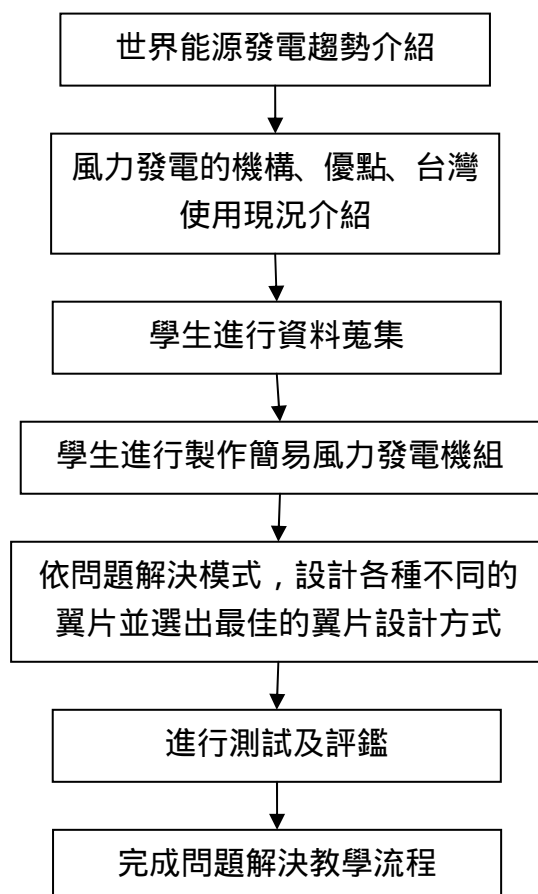 世界能源發電趨勢介紹
風力發電的機構、優點、台灣
使用現況介紹
學生進行資料蒐集
學生進行製作簡易風力發電機組
依問題解決模式，設計各種不同的
翼片並選出最佳的翼片設計方式
進行測試及評鑑
完成問題解決教學流程